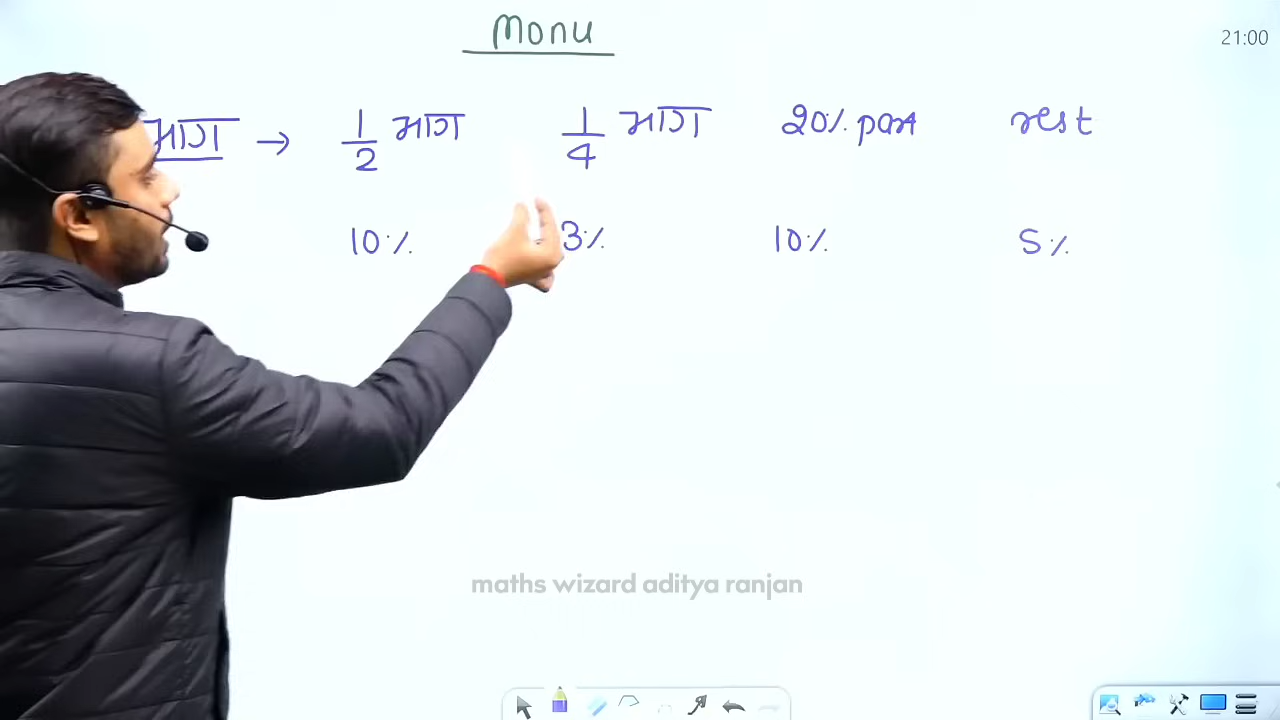 Monu
21:00
भाग → 1/2 भाग 1/4 भाग 20% part rest
10% 3% 10% 5%
maths wizard aditya ranjan